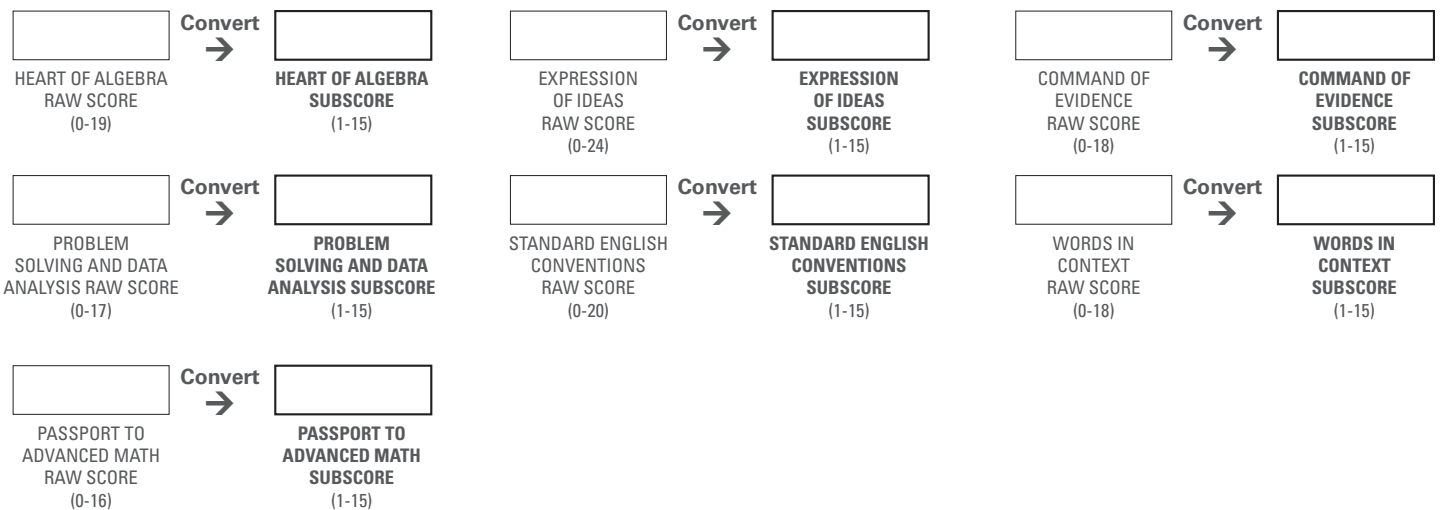 Convert
→
HEART OF ALGEBRA
RAW SCORE
(0-19)
HEART OF ALGEBRA
SUBSCORE
(1-15)
Convert
→
EXPRESSION
OF IDEAS
RAW SCORE
(0-24)
EXPRESSION
OF IDEAS
SUBSCORE
(1-15)
Convert
→
COMMAND OF
EVIDENCE
RAW SCORE
(0-18)
COMMAND OF
EVIDENCE
SUBSCORE
(1-15)
Convert
→
PROBLEM
SOLVING AND DATA
ANALYSIS RAW SCORE
(0-17)
PROBLEM
SOLVING AND DATA
ANALYSIS SUBSCORE
(1-15)
Convert
→
STANDARD ENGLISH
CONVENTIONS
RAW SCORE
(0-20)
STANDARD ENGLISH
CONVENTIONS
SUBSCORE
(1-15)
Convert
→
WORDS IN
CONTEXT
RAW SCORE
(0-18)
WORDS IN
CONTEXT
SUBSCORE
(1-15)
Convert
→
PASSPORT TO
ADVANCED MATH
RAW SCORE
(0-16)
PASSPORT TO
ADVANCED MATH
SUBSCORE
(1-15)